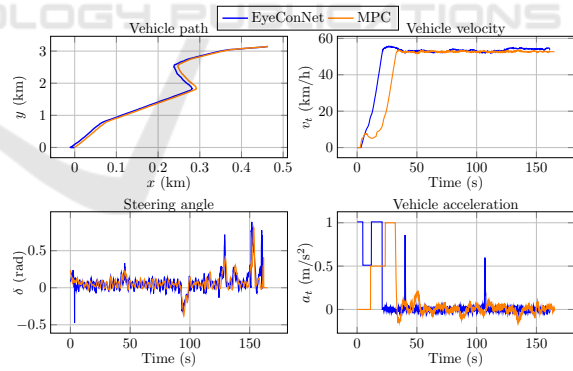 OLOGY PUBLICATIONS
EyeConNet MPC
Vehicle path
Vehicle velocity
3
2
1
0
y (km)
0 0.1 0.2 0.3 0.4 0.5
x (km)
60
40
20
0
v_t (km/h)
0 50 100 150
Time (s)
Steering angle
Vehicle acceleration
0.5
0
−0.5
δ (rad)
0 50 100 150
Time (s)
1
0.5
0
a_t (m/s²)
0 50 100 150
Time (s)